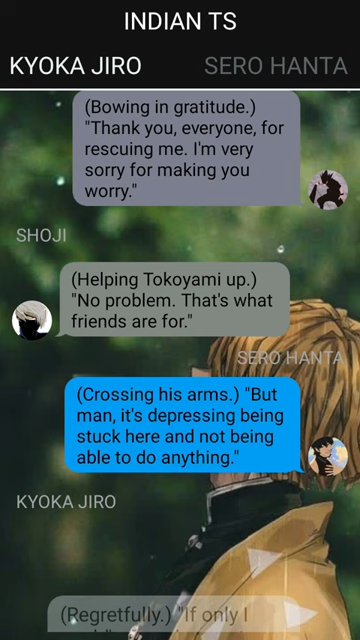 INDIAN TS
KYOKA JIRO SERO HANTA
(Bowing in gratitude.)
"Thank you, everyone, for
rescuing me. I'm very
sorry for making you
worry."
SHOJI
(Helping Tokoyami up.)
"No problem. That's what
friends are for."
SERO HANTA
(Crossing his arms.) "But
man, it's depressing being
stuck here and not being
able to do anything."
KYOKA JIRO
(Regretfully.) "If only I